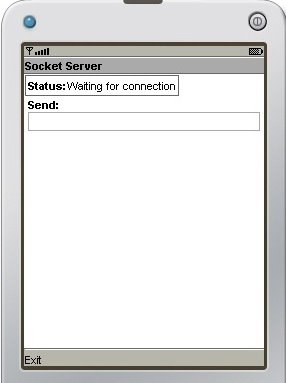 Socket Server
Status:Waiting for connection
Send:
Exit